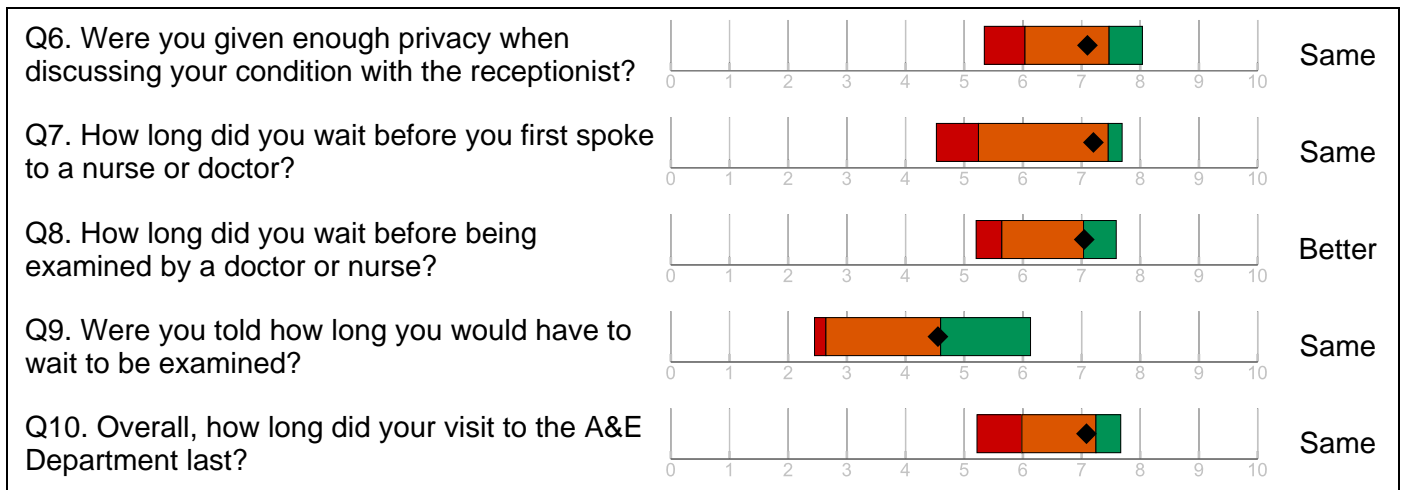 Q6. Were you given enough privacy when
discussing your condition with the receptionist?
0 1 2 3 4 5 6 7 8 9 10
Same
Q7. How long did you wait before you first spoke
to a nurse or doctor?
0 1 2 3 4 5 6 7 8 9 10
Same
Q8. How long did you wait before being
examined by a doctor or nurse?
0 1 2 3 4 5 6 7 8 9 10
Better
Q9. Were you told how long you would have to
wait to be examined?
0 1 2 3 4 5 6 7 8 9 10
Same
Q10. Overall, how long did your visit to the A&E
Department last?
0 1 2 3 4 5 6 7 8 9 10
Same